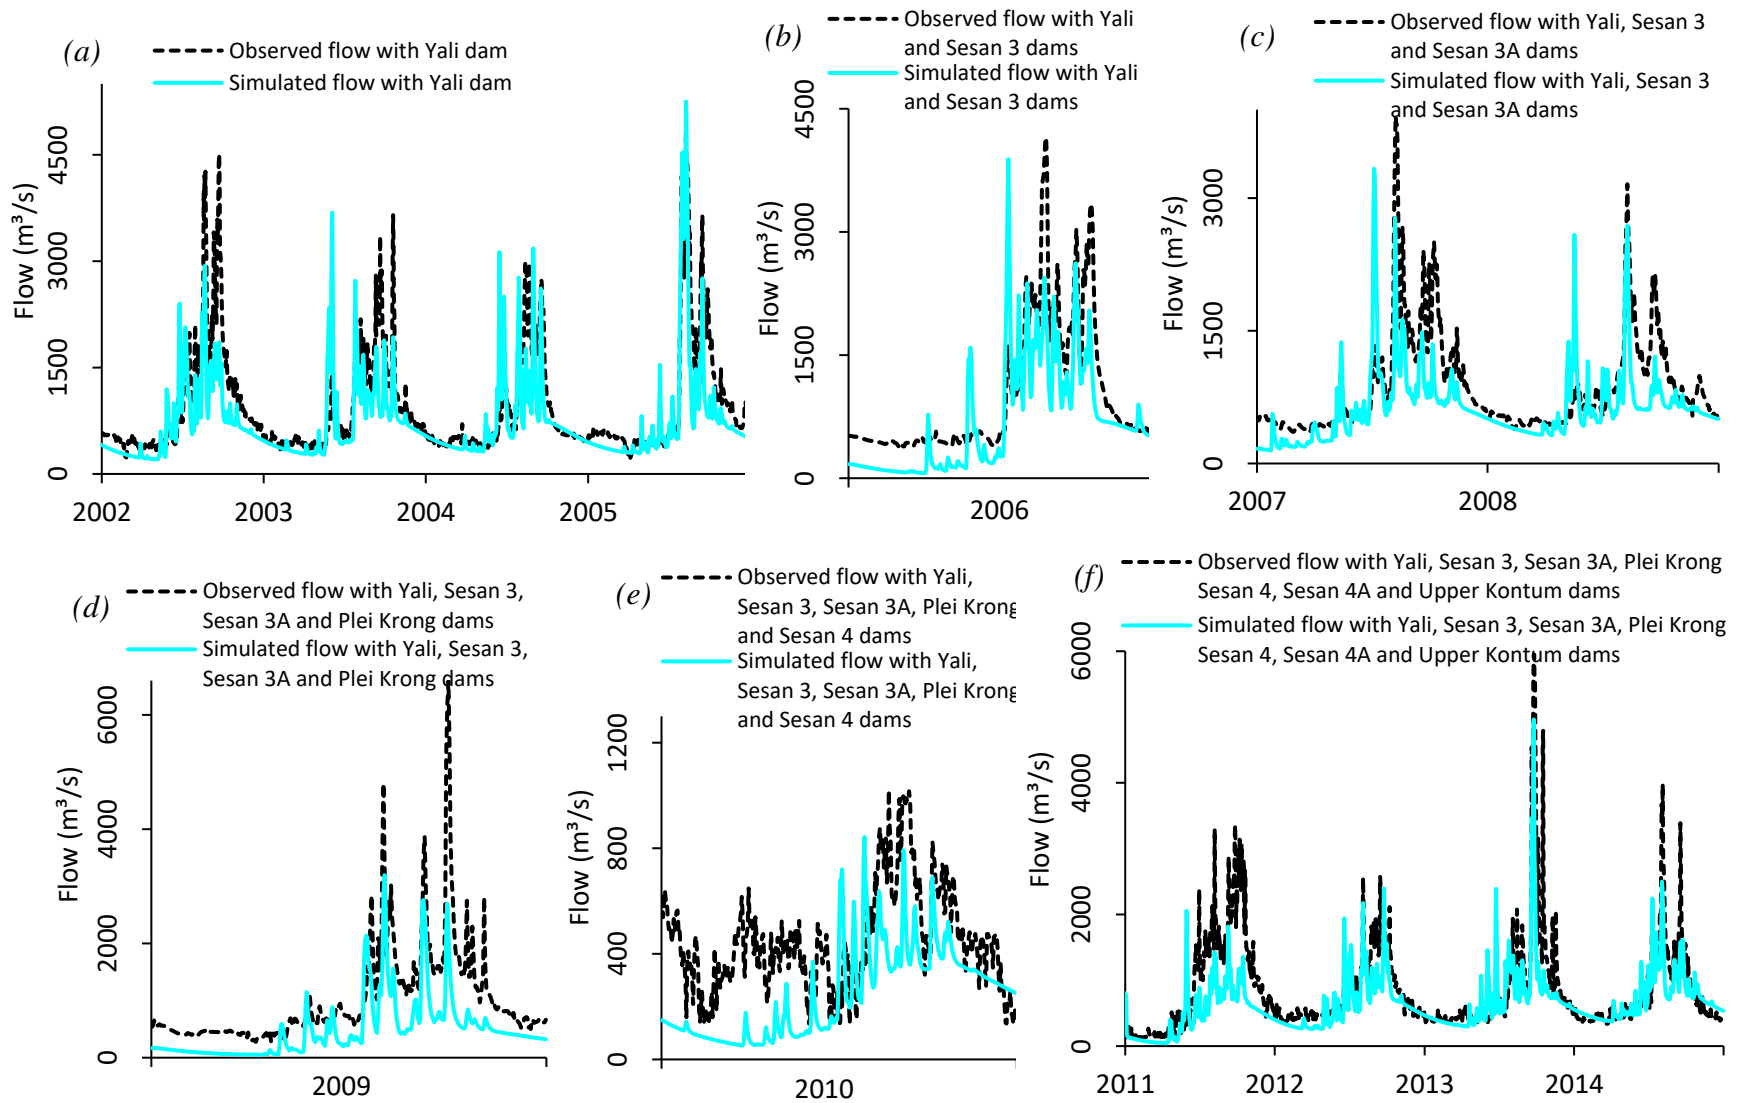 (a)
Observed flow with Yali dam
Simulated flow with Yali dam
Flow (m³/s)
4500
3000
1500
0
2002
2003
2004
2005
(b)
Observed flow with Yali
and Sesan 3 dams
Simulated flow with Yali
and Sesan 3 dams
Flow (m³/s)
4500
3000
1500
0
2006
(c)
Observed flow with Yali, Sesan 3
and Sesan 3A dams
Simulated flow with Yali, Sesan 3
and Sesan 3A dams
Flow (m³/s)
3000
1500
0
2007
2008
(d)
Observed flow with Yali, Sesan 3,
Sesan 3A and Plei Krong dams
Simulated flow with Yali, Sesan 3,
Sesan 3A and Plei Krong dams
Flow (m³/s)
6000
4000
2000
0
2009
(e)
Observed flow with Yali,
Sesan 3, Sesan 3A, Plei Krong
and Sesan 4 dams
Simulated flow with Yali,
Sesan 3, Sesan 3A, Plei Krong
and Sesan 4 dams
Flow (m³/s)
1200
800
400
0
2010
(f)
Observed flow with Yali, Sesan 3, Sesan 3A, Plei Krong
Sesan 4, Sesan 4A and Upper Kontum dams
Simulated flow with Yali, Sesan 3, Sesan 3A, Plei Krong
Sesan 4, Sesan 4A and Upper Kontum dams
Flow (m³/s)
6000
4000
2000
0
2011
2012
2013
2014